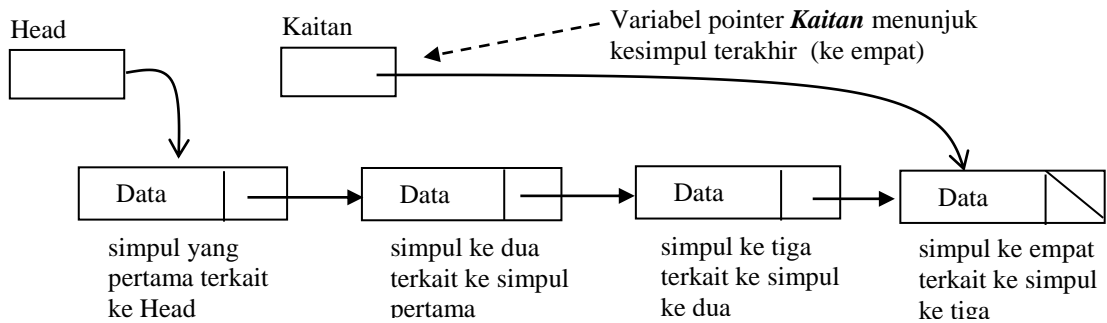 Head
Kaitan
Variabel pointer Kaitan menunjuk
kesimpul terakhir (ke empat)
Data
Data
Data
Data
simpul yang
pertama terkait
ke Head
simpul ke dua
terkait ke simpul
pertama
simpul ke tiga
terkait ke simpul
ke dua
simpul ke empat
terkait ke simpul
ke tiga